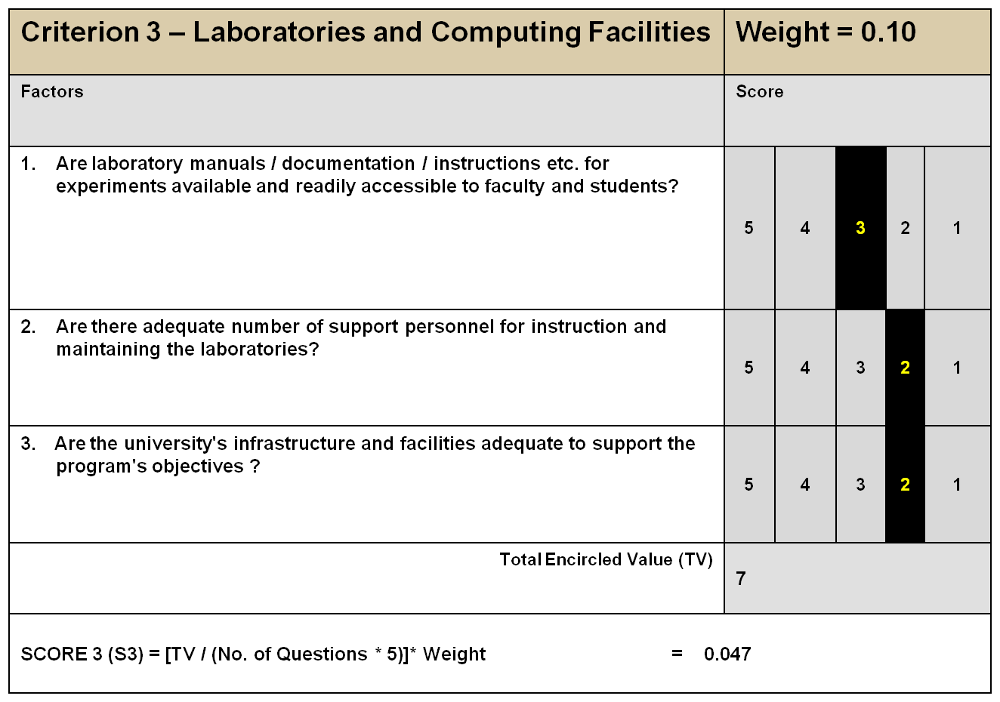 Criterion 3 – Laboratories and Computing Facilities
Weight = 0.10
Factors
Score
1. Are laboratory manuals / documentation / instructions etc. for
experiments available and readily accessible to faculty and students?
5 4 3 2 1
2. Are there adequate number of support personnel for instruction and
maintaining the laboratories?
5 4 3 2 1
3. Are the university's infrastructure and facilities adequate to support the
program's objectives ?
5 4 3 2 1
Total Encircled Value (TV)
7
SCORE 3 (S3) = [TV / (No. of Questions * 5)]* Weight = 0.047